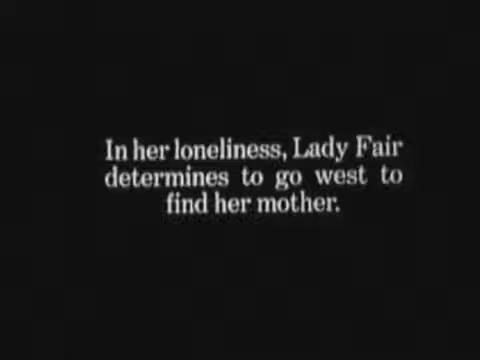 In her loneliness, Lady Fair
determines to go west to
find her mother.